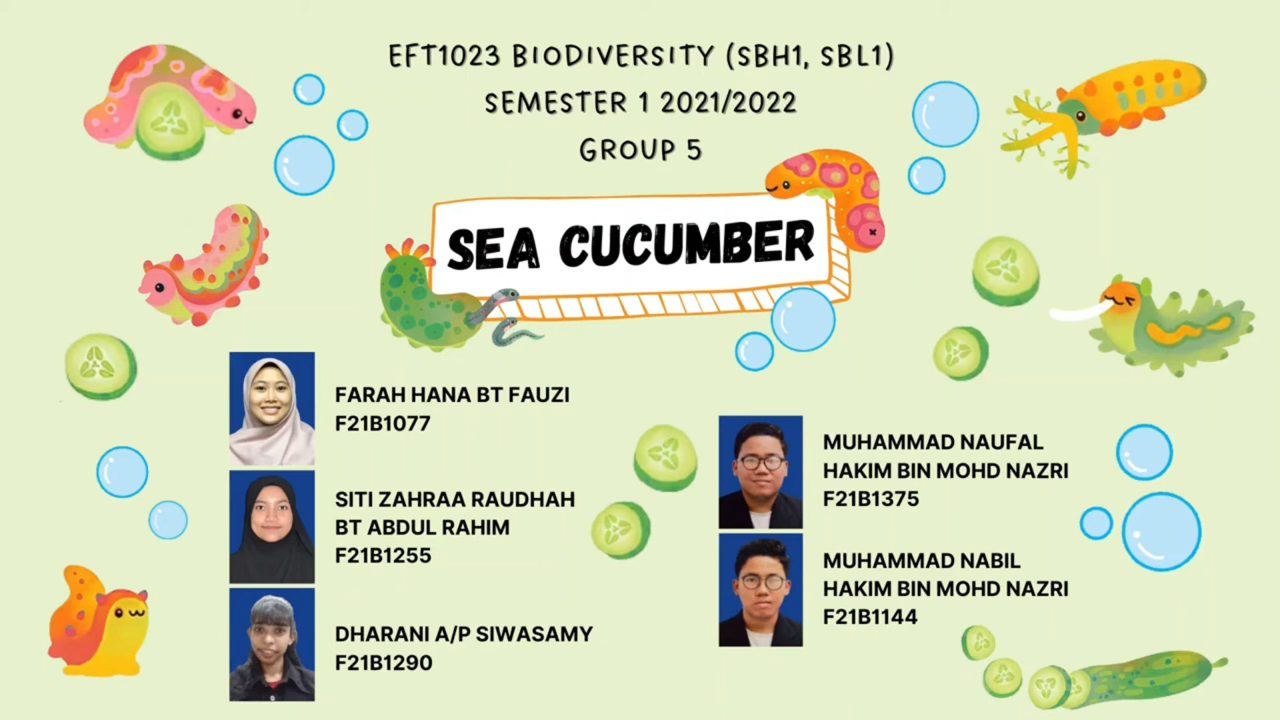 EFT1023 BIODIVERSITY (SBH1, SBL1)
SEMESTER 1 2021/2022
GROUP 5
SEA CUCUMBER
FARAH HANA BT FAUZI
F21B1077
SITI ZAHRAA RAUDHAH
BT ABDUL RAHIM
F21B1255
DHARANI A/P SIWASAMY
F21B1290
MUHAMMAD NAUFAL
HAKIM BIN MOHD NAZRI
F21B1375
MUHAMMAD NABIL
HAKIM BIN MOHD NAZRI
F21B1144